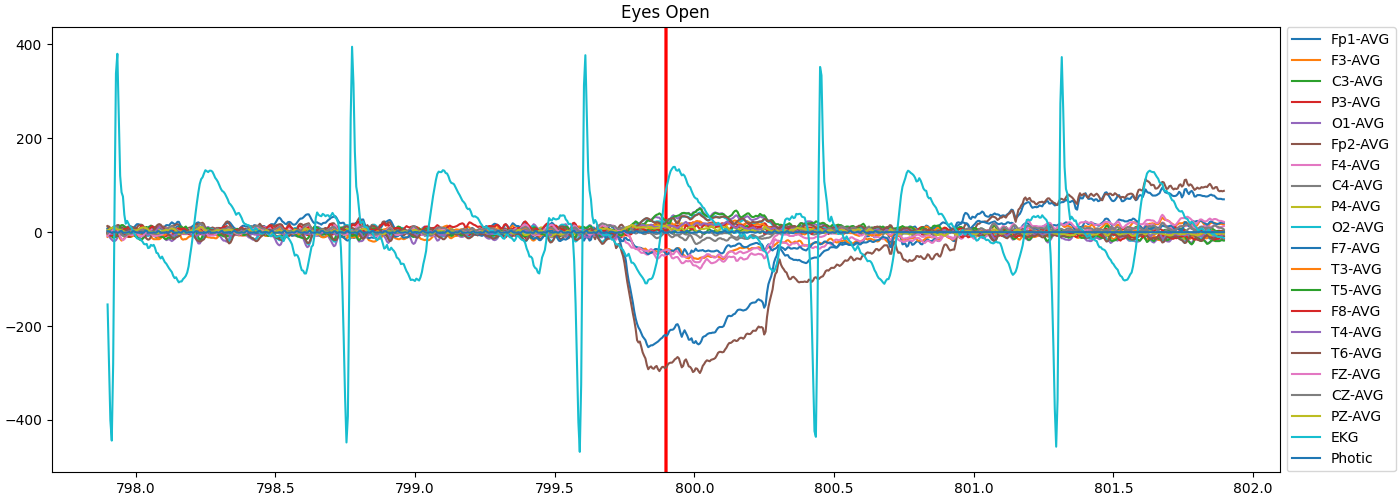 Eyes Open
400
200
0
−200
−400
798.0 798.5 799.0 799.5 800.0 800.5 801.0 801.5 802.0
Fp1-AVG
F3-AVG
C3-AVG
P3-AVG
O1-AVG
Fp2-AVG
F4-AVG
C4-AVG
P4-AVG
O2-AVG
F7-AVG
T3-AVG
T5-AVG
F8-AVG
T4-AVG
T6-AVG
FZ-AVG
CZ-AVG
PZ-AVG
EKG
Photic